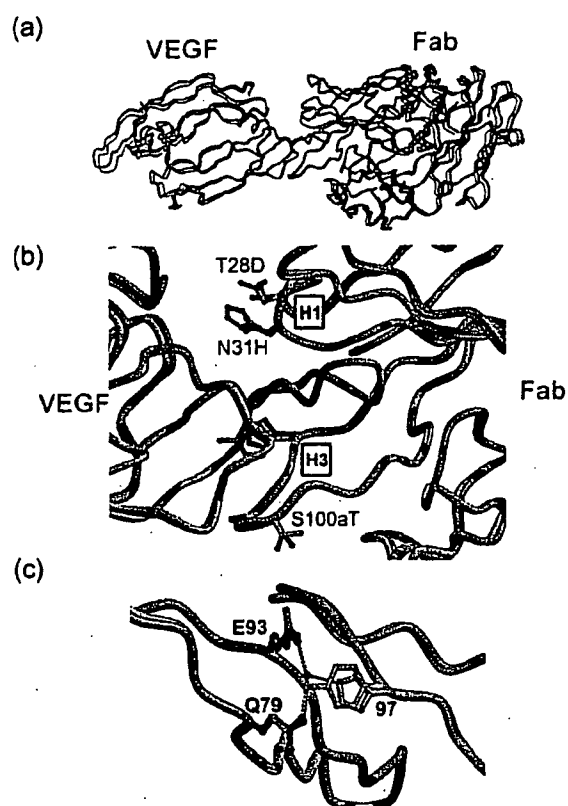 (a)
VEGF Fab
(b)
T28D
H1
N31H
VEGF Fab
H3
S100aT
(c)
E93
Q79 97